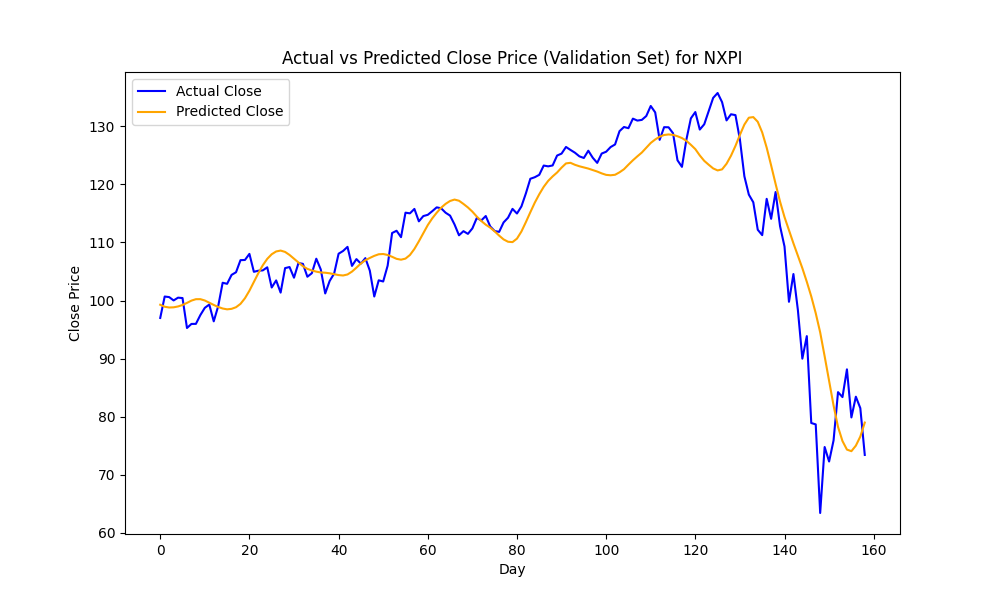 Actual vs Predicted Close Price (Validation Set) for NXPI
Actual Close
Predicted Close
Close Price
130
120
110
100
90
80
70
60
0 20 40 60 80 100 120 140 160
Day